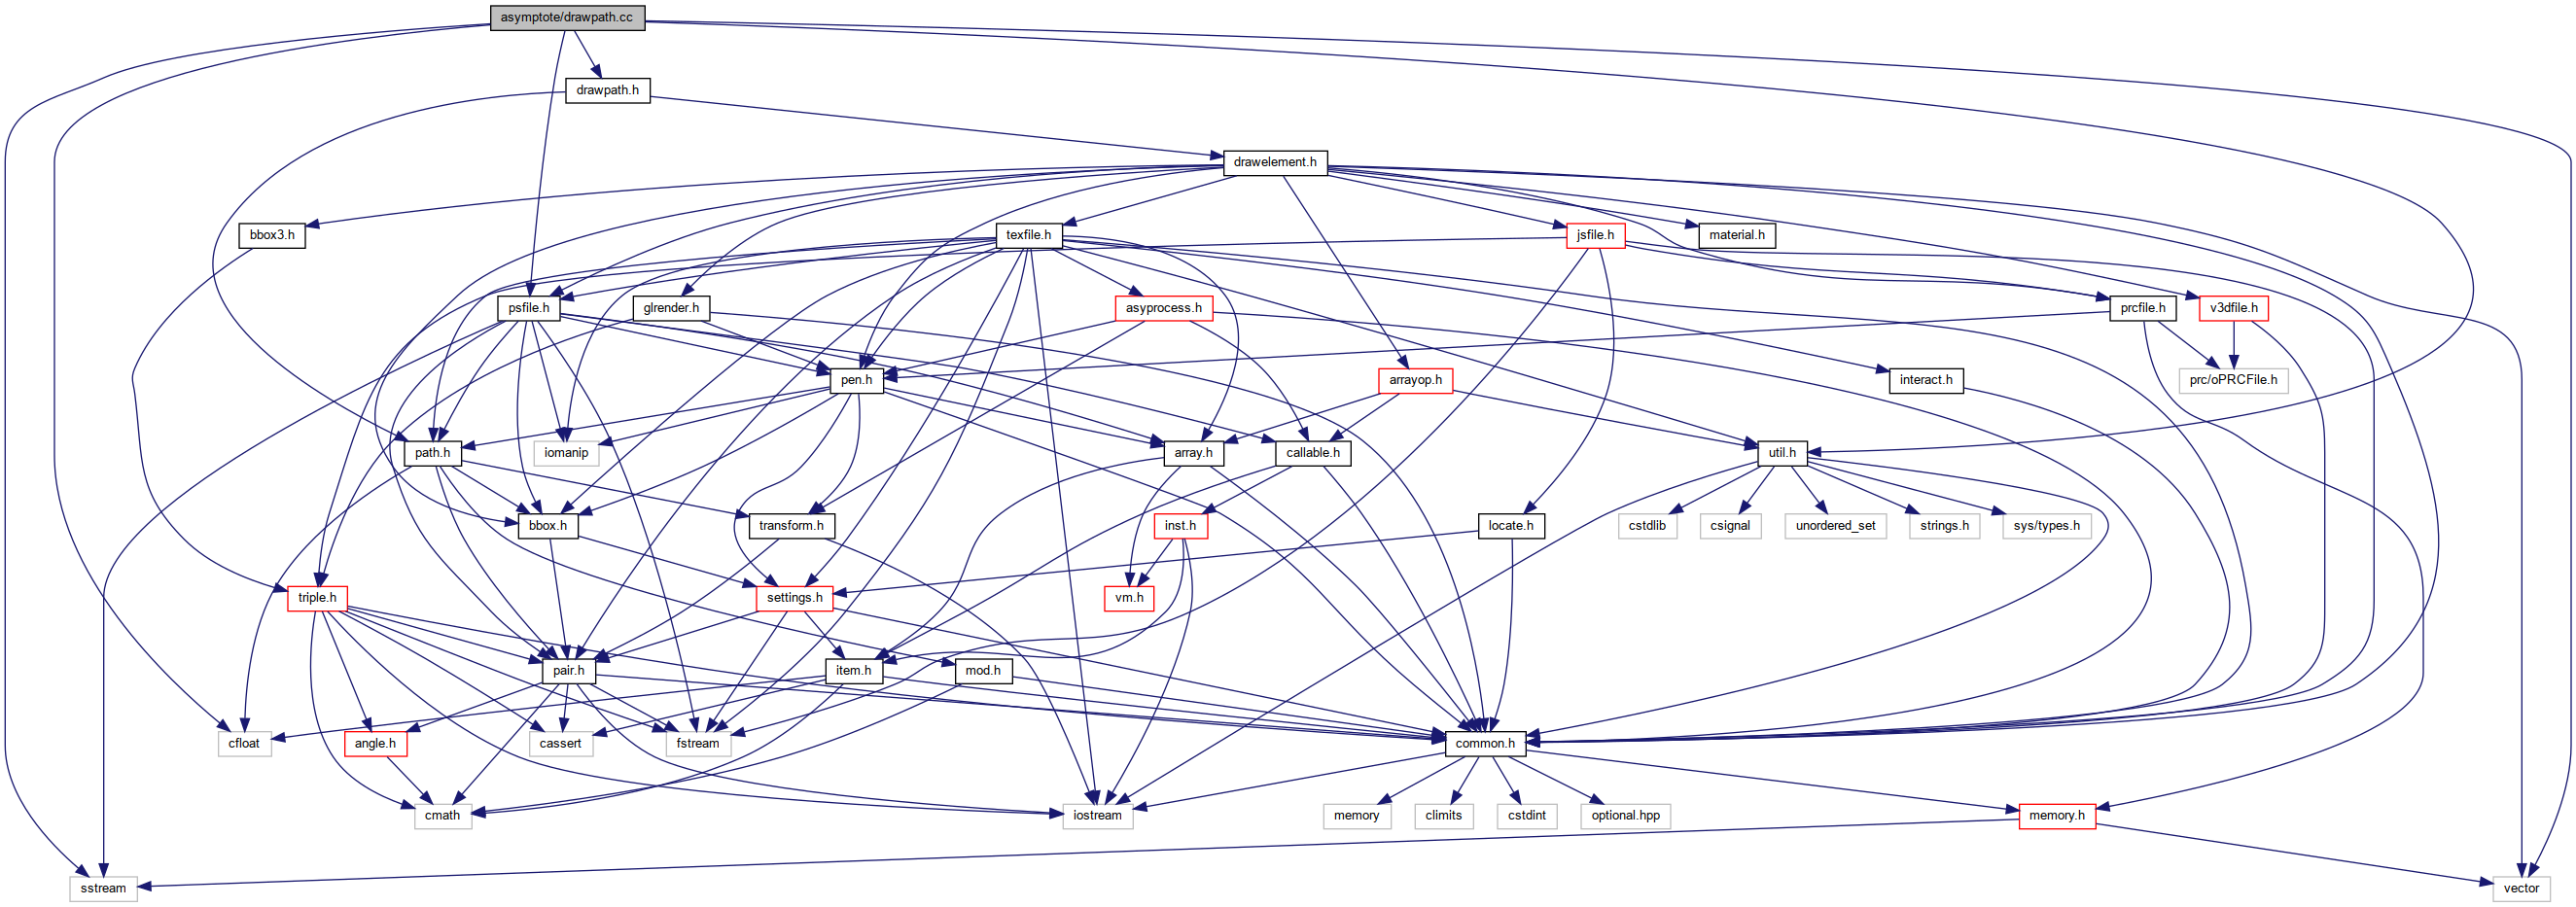 asymptote/drawpath.cc
drawpath.h
drawelement.h
bbox3.h
texfile.h
jsfile.h
material.h
psfile.h
glrender.h
asyprocess.h
prcfile.h
v3dfile.h
pen.h
arrayop.h
interact.h
prc/oPRCFile.h
path.h
iomanip
array.h
callable.h
util.h
bbox.h
transform.h
inst.h
locate.h
cstdlib
csignal
unordered_set
strings.h
sys/types.h
triple.h
settings.h
vm.h
pair.h
item.h
mod.h
cfloat
angle.h
cassert
fstream
common.h
cmath
iostream
memory
climits
cstdint
optional.hpp
memory.h
sstream
vector